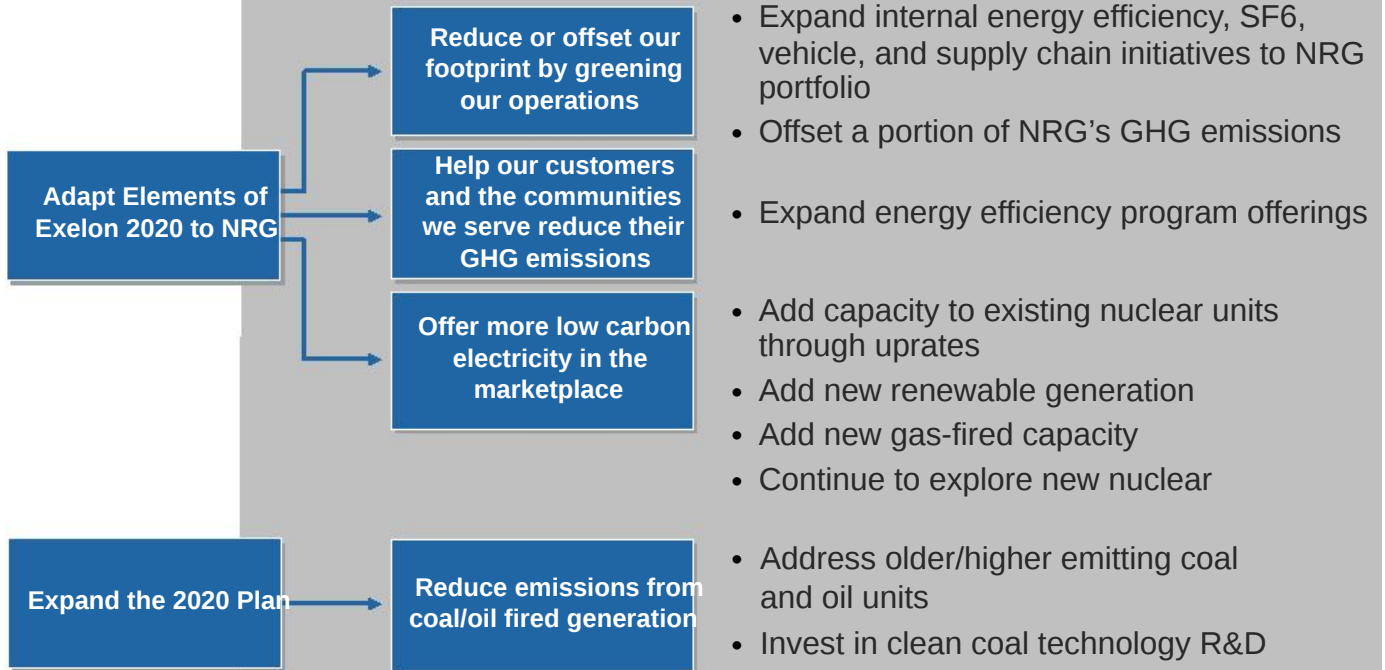 Reduce or offset our
footprint by greening
our operations
• Expand internal energy efficiency, SF6,
vehicle, and supply chain initiatives to NRG
portfolio
• Offset a portion of NRG’s GHG emissions
Adapt Elements of
Exelon 2020 to NRG
Help our customers
and the communities
we serve reduce their
GHG emissions
• Expand energy efficiency program offerings
Offer more low carbon
electricity in the
marketplace
• Add capacity to existing nuclear units
through uprates
• Add new renewable generation
• Add new gas-fired capacity
• Continue to explore new nuclear
Expand the 2020 Plan
Reduce emissions from
coal/oil fired generation
• Address older/higher emitting coal
and oil units
• Invest in clean coal technology R&D